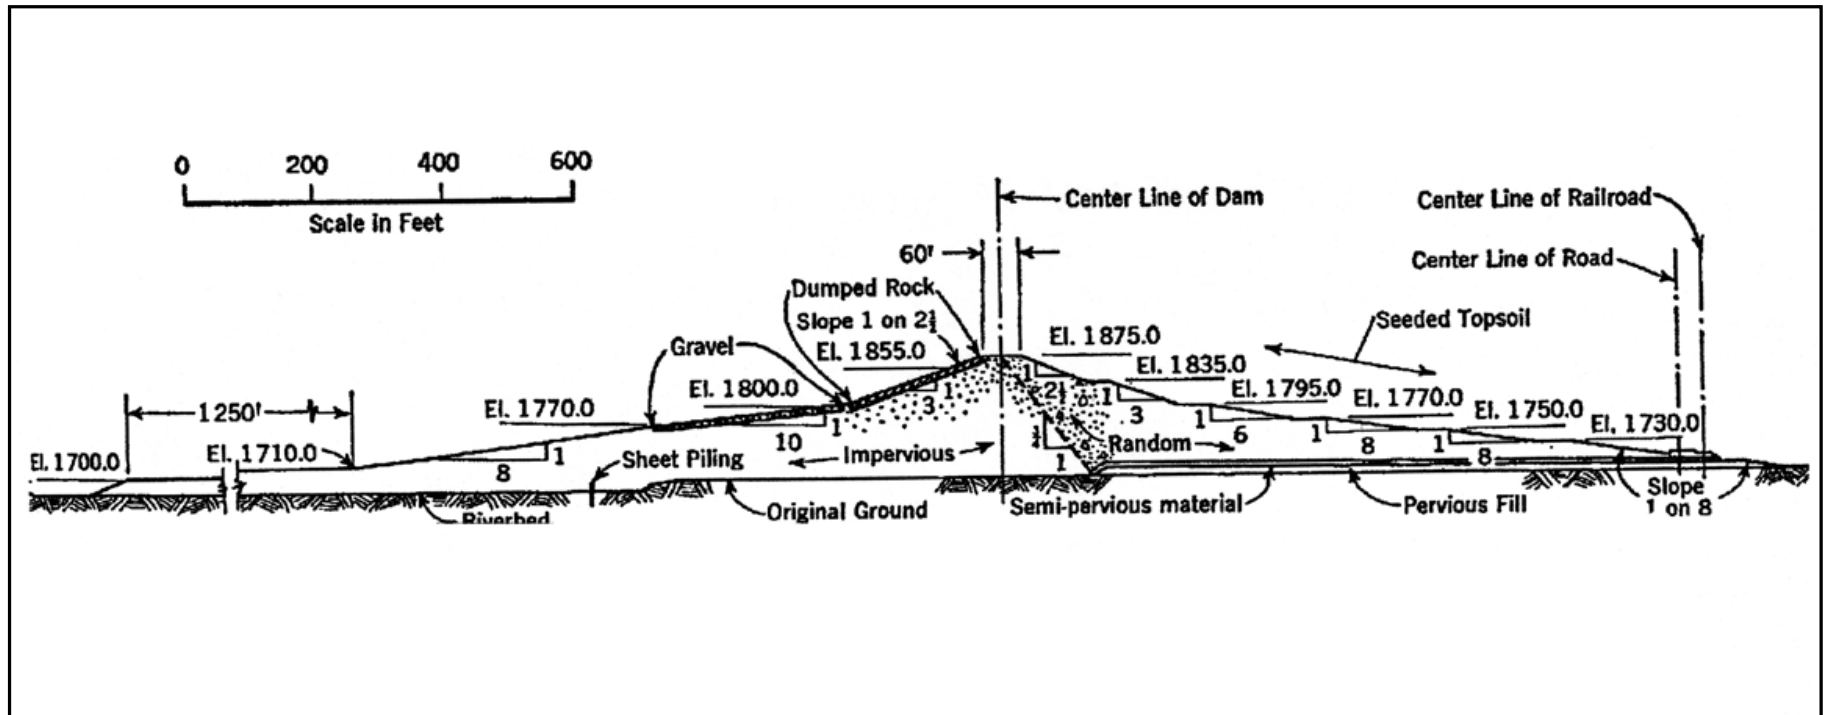 0 200 400 600
Scale in Feet
Center Line of Dam
Center Line of Railroad
60'
Center Line of Road
Dumped Rock
Slope 1 on 2½
Seeded Topsoil
Gravel
El. 1855.0
El. 1875.0
El. 1835.0
El. 1800.0
El. 1795.0
El. 1770.0
El. 1750.0
El. 1730.0
1250'
El. 1770.0
1
3
1
2½
1
3
1
6
1
8
1
8
1
10
1
8
El. 1710.0
El. 1700.0
Sheet Piling
Impervious
Random
1
Riverbed
Original Ground
Semi-pervious material
Pervious Fill
Slope
1 on 8